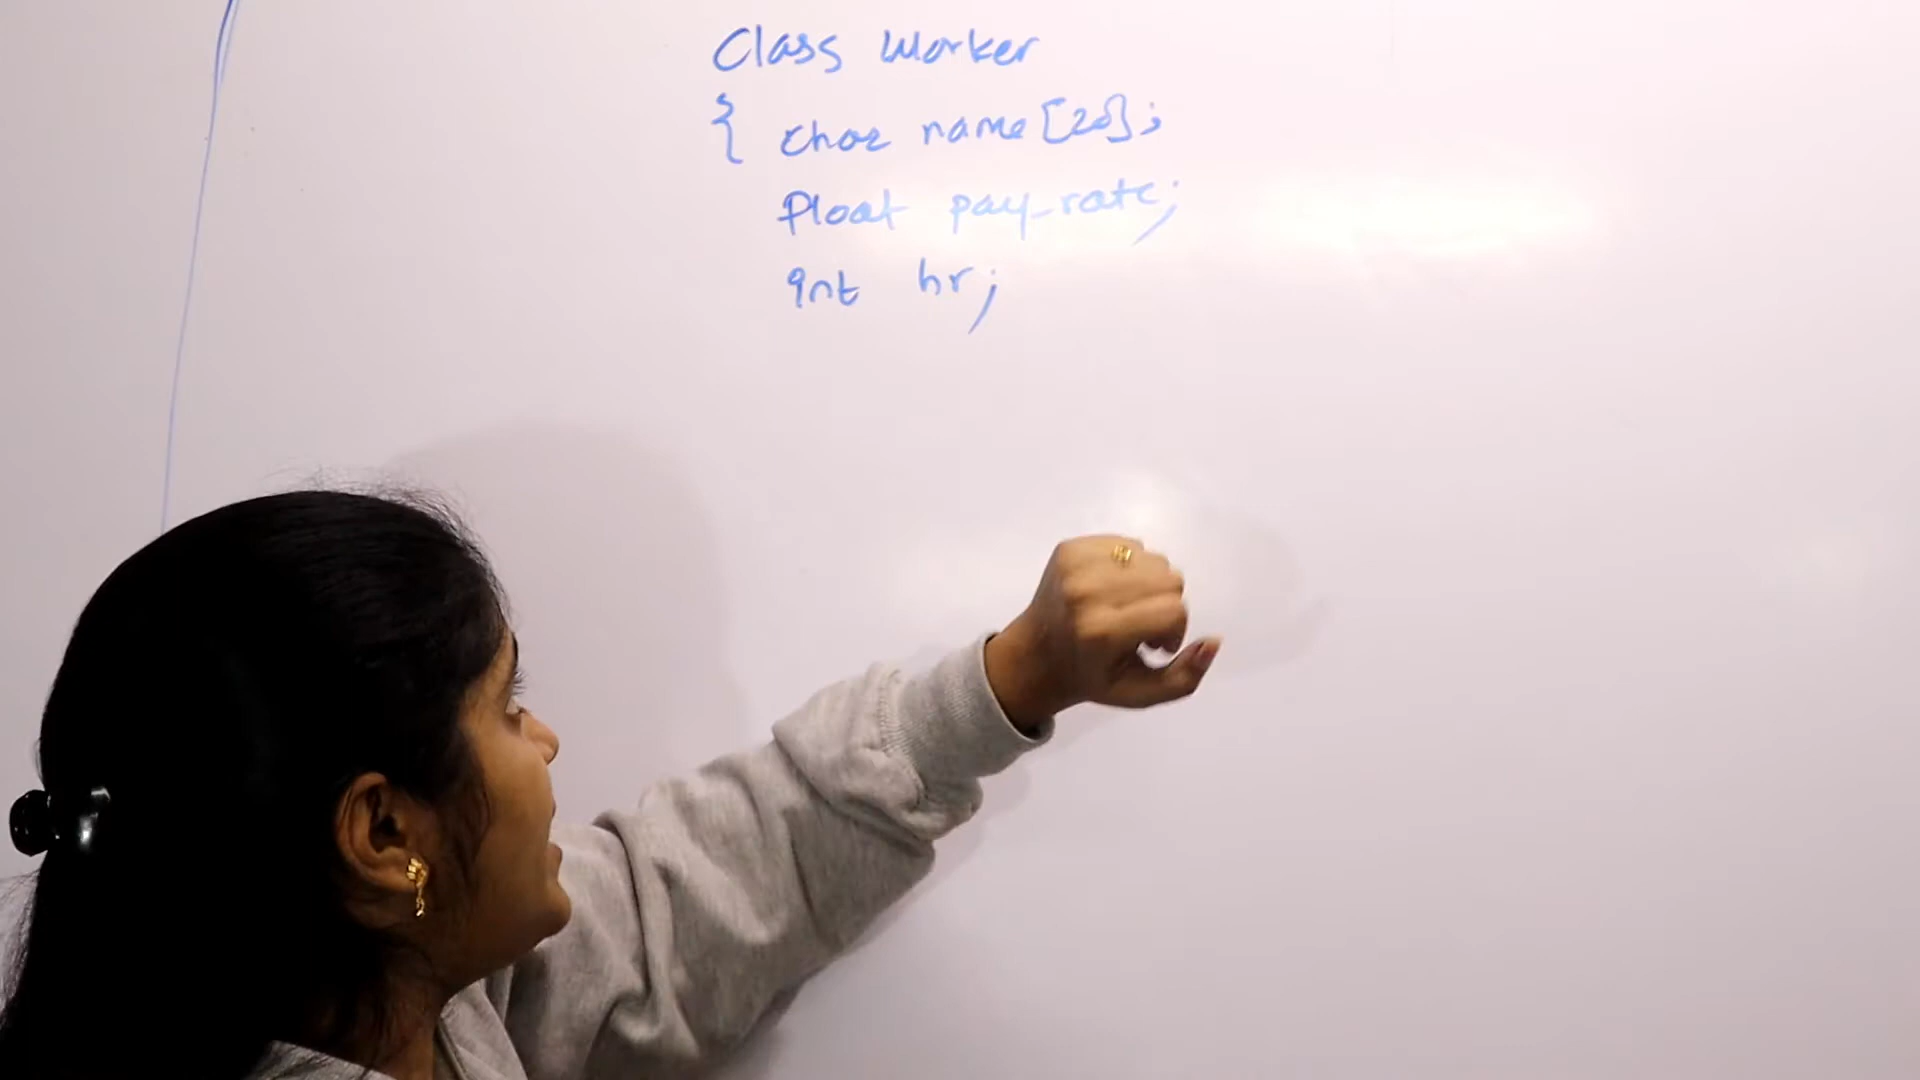 Class Worker
{ char name[20];
float pay_rate;
int hr;